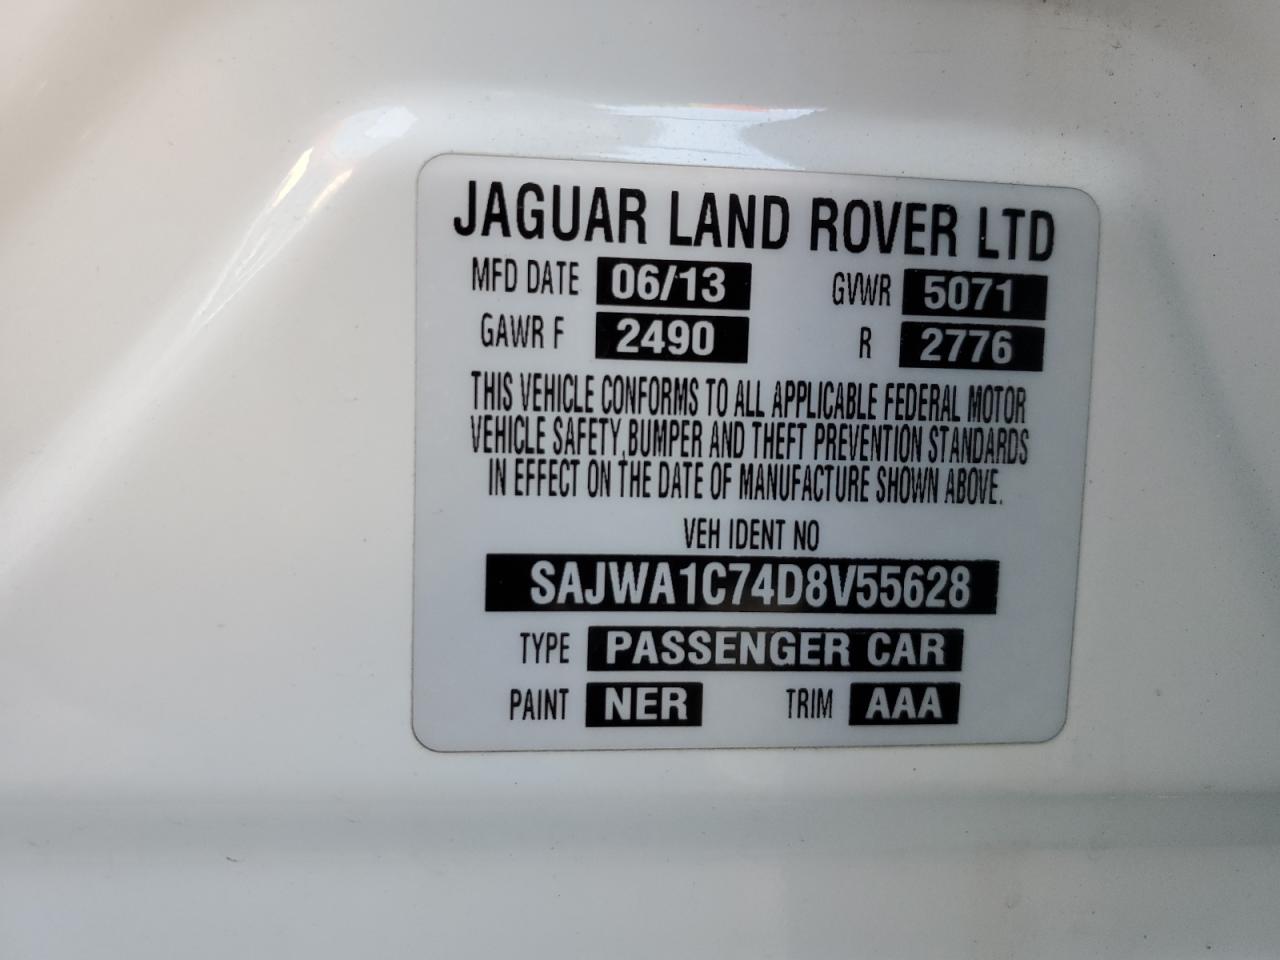 JAGUAR LAND ROVER LTD
MFD DATE 06/13 GVWR 5071
GAWR F 2490 R 2776
THIS VEHICLE CONFORMS TO ALL APPLICABLE FEDERAL MOTOR
VEHICLE SAFETY, BUMPER AND THEFT PREVENTION STANDARDS
IN EFFECT ON THE DATE OF MANUFACTURE SHOWN ABOVE.
VEH IDENT NO
SAJWA1C74D8V55628
TYPE PASSENGER CAR
PAINT NER TRIM AAA